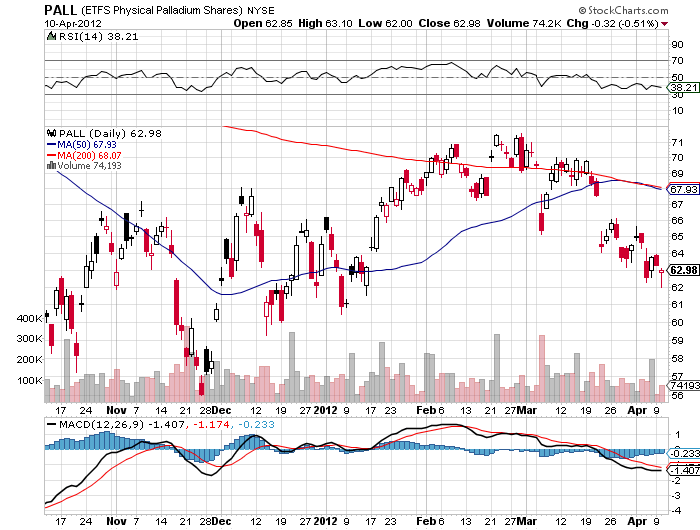 PALL (ETFS Physical Palladium Shares) NYSE © StockCharts.com
10-Apr-2012 Open 62.85 High 63.10 Low 62.00 Close 62.98 Volume 74.2K Chg -0.32 (-0.51%)
RSI(14) 38.21
90
70
50
38.21
30
10
PALL (Daily) 62.98
MA(50) 67.93
MA(200) 68.07
Volume 74,193
71
70
69
67.93
67
66
65
64
62.98
62
61
60
59
58
57
56
400K
300K
200K
100K
74193
17 24 Nov 7 14 21 28 Dec 12 19 27 2012 9 17 23 Feb 6 13 21 27 Mar 12 19 26 Apr 9
MACD(12,26,9) -1.407, -1.174, -0.233
1
-0.233
-1.407
-2
-3
-4
17 24 Nov 7 14 21 28 Dec 12 19 27 2012 9 17 23 Feb 6 13 21 27 Mar 12 19 26 Apr 9